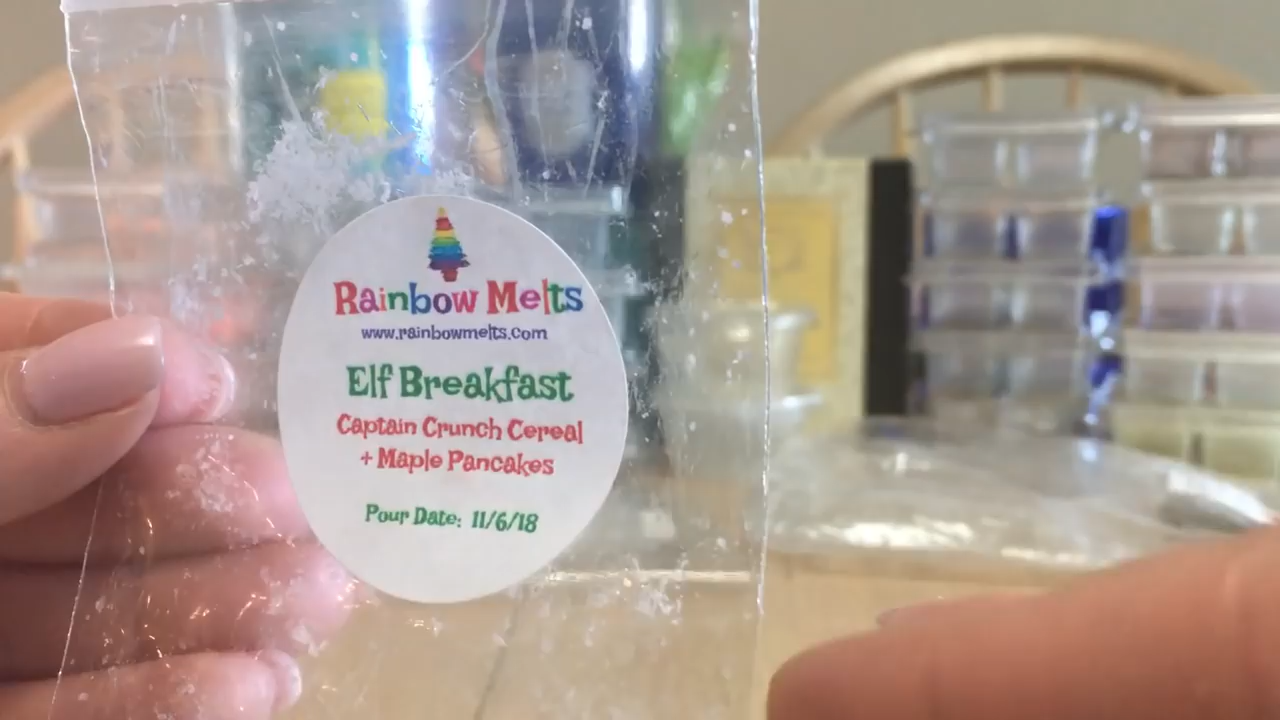 Rainbow Melts
www.rainbowmelts.com
Elf Breakfast
Captain Crunch Cereal
+ Maple Pancakes
Pour Date: 11/6/18